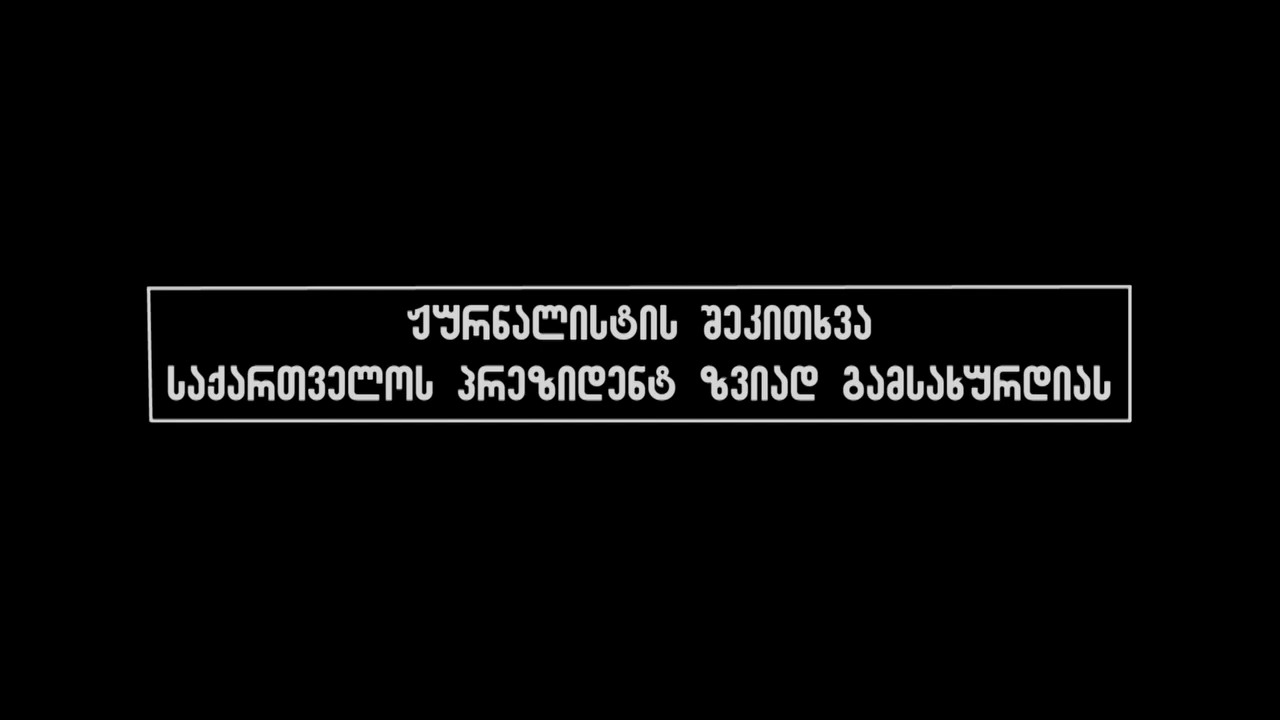 ჟურნალისტის შეკითხვა
საქართველოს პრეზიდენტ ზვიად გამსახურდიას